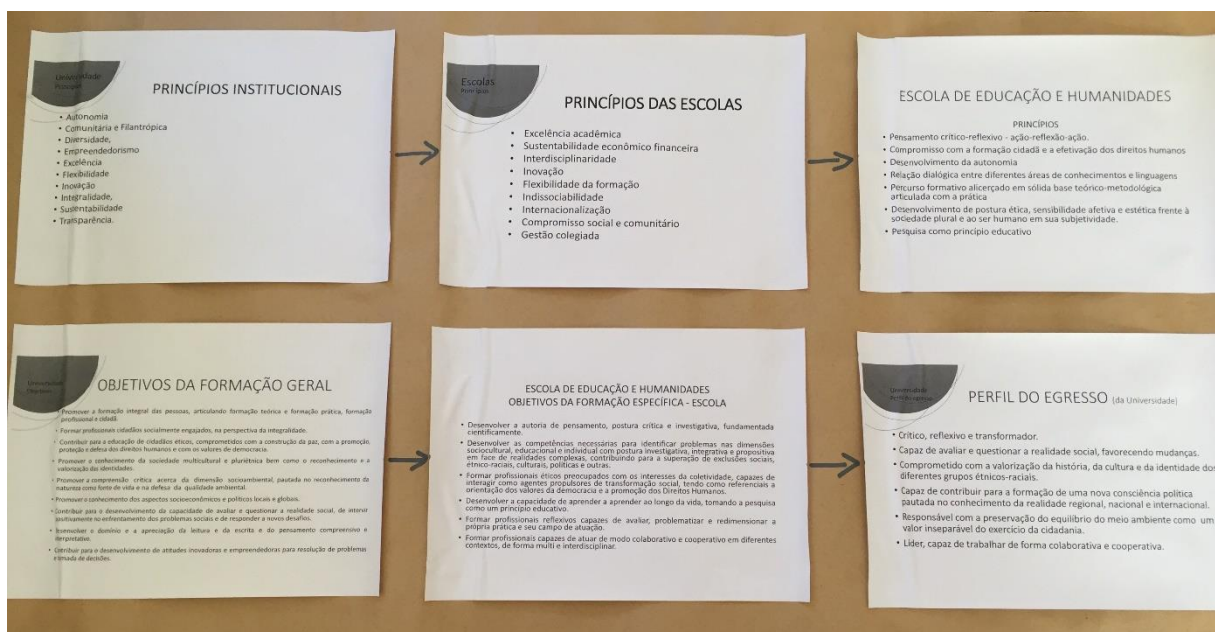 Universidade
Princípios
PRINCÍPIOS INSTITUCIONAIS
• Autonomia
• Comunitária e Filantrópica
• Diversidade,
• Empreendedorismo
• Excelência
• Flexibilidade
• Inovação
• Integralidade,
• Sustentabilidade
• Transparência.
Escolas
Princípios
PRINCÍPIOS DAS ESCOLAS
• Excelência acadêmica
• Sustentabilidade econômico financeira
• Interdisciplinaridade
• Inovação
• Flexibilidade da formação
• Indissociabilidade
• Internacionalização
• Compromisso social e comunitário
• Gestão colegiada
ESCOLA DE EDUCAÇÃO E HUMANIDADES
PRINCÍPIOS
• Pensamento crítico-reflexivo - ação-reflexão-ação.
• Compromisso com a formação cidadã e a efetivação dos direitos humanos
• Desenvolvimento da autonomia
• Relação dialógica entre diferentes áreas de conhecimentos e linguagens
• Percurso formativo alicerçado em sólida base teórico-metodológica
articulada com a prática
• Desenvolvimento de postura ética, sensibilidade afetiva e estética frente à
sociedade plural e ao ser humano em sua subjetividade.
• Pesquisa como princípio educativo
Universidade
OBJETIVOS DA FORMAÇÃO GERAL
• Promover a formação integral das pessoas, articulando formação teórica e formação prática, formação
profissional e cidadã.
• Formar profissionais cidadãos socialmente engajados, na perspectiva da integralidade.
• Contribuir para a educação de cidadãos éticos, comprometidos com a construção da paz, com a promoção,
proteção e defesa dos direitos humanos e com os valores de democracia.
• Promover o conhecimento da sociedade multicultural e pluriétnica bem como o reconhecimento e a
valorização das identidades.
• Promover a compreensão crítica acerca da dimensão socioambiental, pautada no reconhecimento da
natureza como fonte de vida e na defesa da qualidade ambiental.
• Promover o conhecimento dos aspectos socioeconômicos e políticos locais e globais.
• Contribuir para o desenvolvimento da capacidade de avaliar e questionar a realidade social, de intervir
positivamente no enfrentamento dos problemas sociais e de responder a novos desafios.
• Desenvolver o domínio e a apreciação da leitura e da escrita e do pensamento compreensivo e
interpretativo.
• Contribuir para o desenvolvimento de atitudes inovadoras e empreendedoras para resolução de problemas
e tomada de decisões.
ESCOLA DE EDUCAÇÃO E HUMANIDADES
OBJETIVOS DA FORMAÇÃO ESPECÍFICA - ESCOLA
• Desenvolver a autoria de pensamento, postura crítica e investigativa, fundamentada
cientificamente.
• Desenvolver as competências necessárias para identificar problemas nas dimensões
sociocultural, educacional e individual com postura investigativa, integrativa e propositiva
em face de realidades complexas, contribuindo para a superação de exclusões sociais,
étnico-raciais, culturais, políticas e outras.
• Formar profissionais éticos preocupados com os interesses da coletividade, capazes de
interagir como agentes propulsores de transformação social, tendo como referenciais a
orientação dos valores da democracia e a promoção dos Direitos Humanos.
• Desenvolver a capacidade de aprender a aprender ao longo da vida, tomando a pesquisa
como um princípio educativo.
• Formar profissionais reflexivos capazes de avaliar, problematizar e redimensionar a
própria prática e seu campo de atuação.
• Formar profissionais capazes de atuar de modo colaborativo e cooperativo em diferentes
contextos, de forma multi e interdisciplinar.
Universidade
PERFIL DO EGRESSO (da Universidade)
• Crítico, reflexivo e transformador.
• Capaz de avaliar e questionar a realidade social, favorecendo mudanças.
• Comprometido com a valorização da história, da cultura e da identidade dos
diferentes grupos étnicos-raciais.
• Capaz de contribuir para a formação de uma nova consciência política
pautada no conhecimento da realidade regional, nacional e internacional.
• Responsável com a preservação do equilíbrio do meio ambiente como um
valor inseparável do exercício da cidadania.
• Líder, capaz de trabalhar de forma colaborativa e cooperativa.